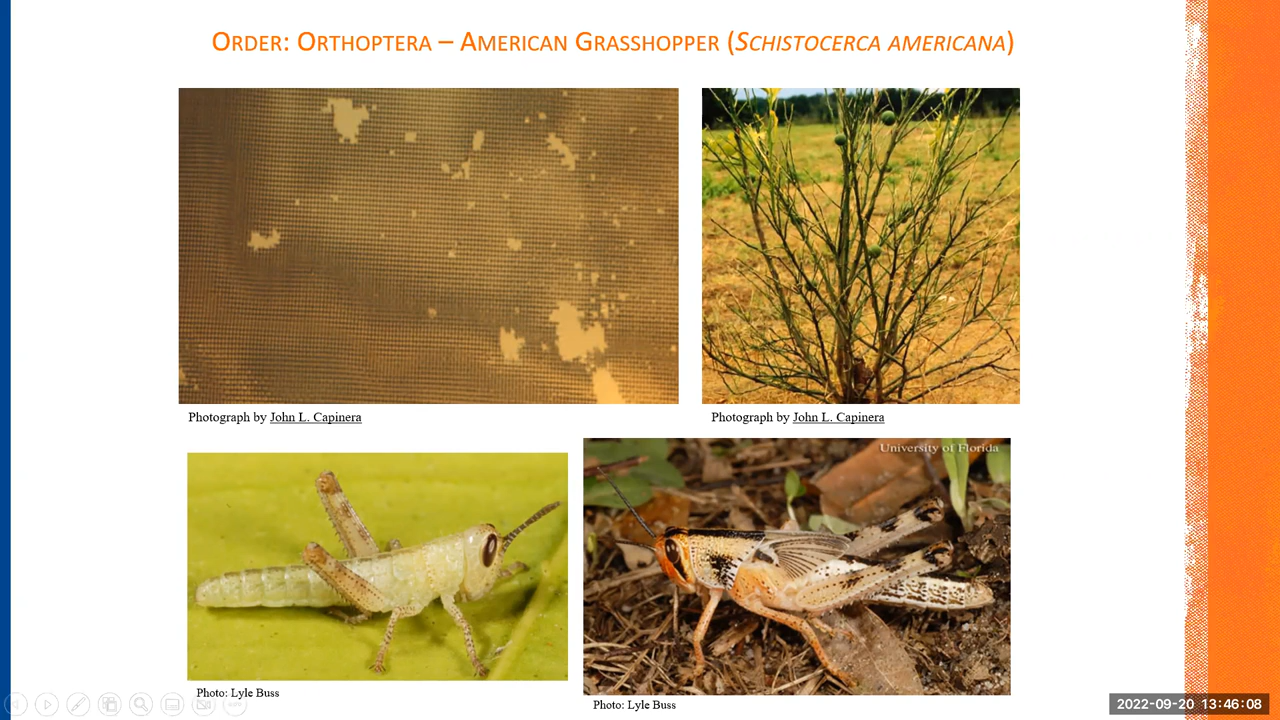 Order: Orthoptera – American Grasshopper (Schistocerca americana)
Photograph by John L. Capinera
Photograph by John L. Capinera
University of Florida
Photo: Lyle Buss
Photo: Lyle Buss
2022-09-20 13:46:08